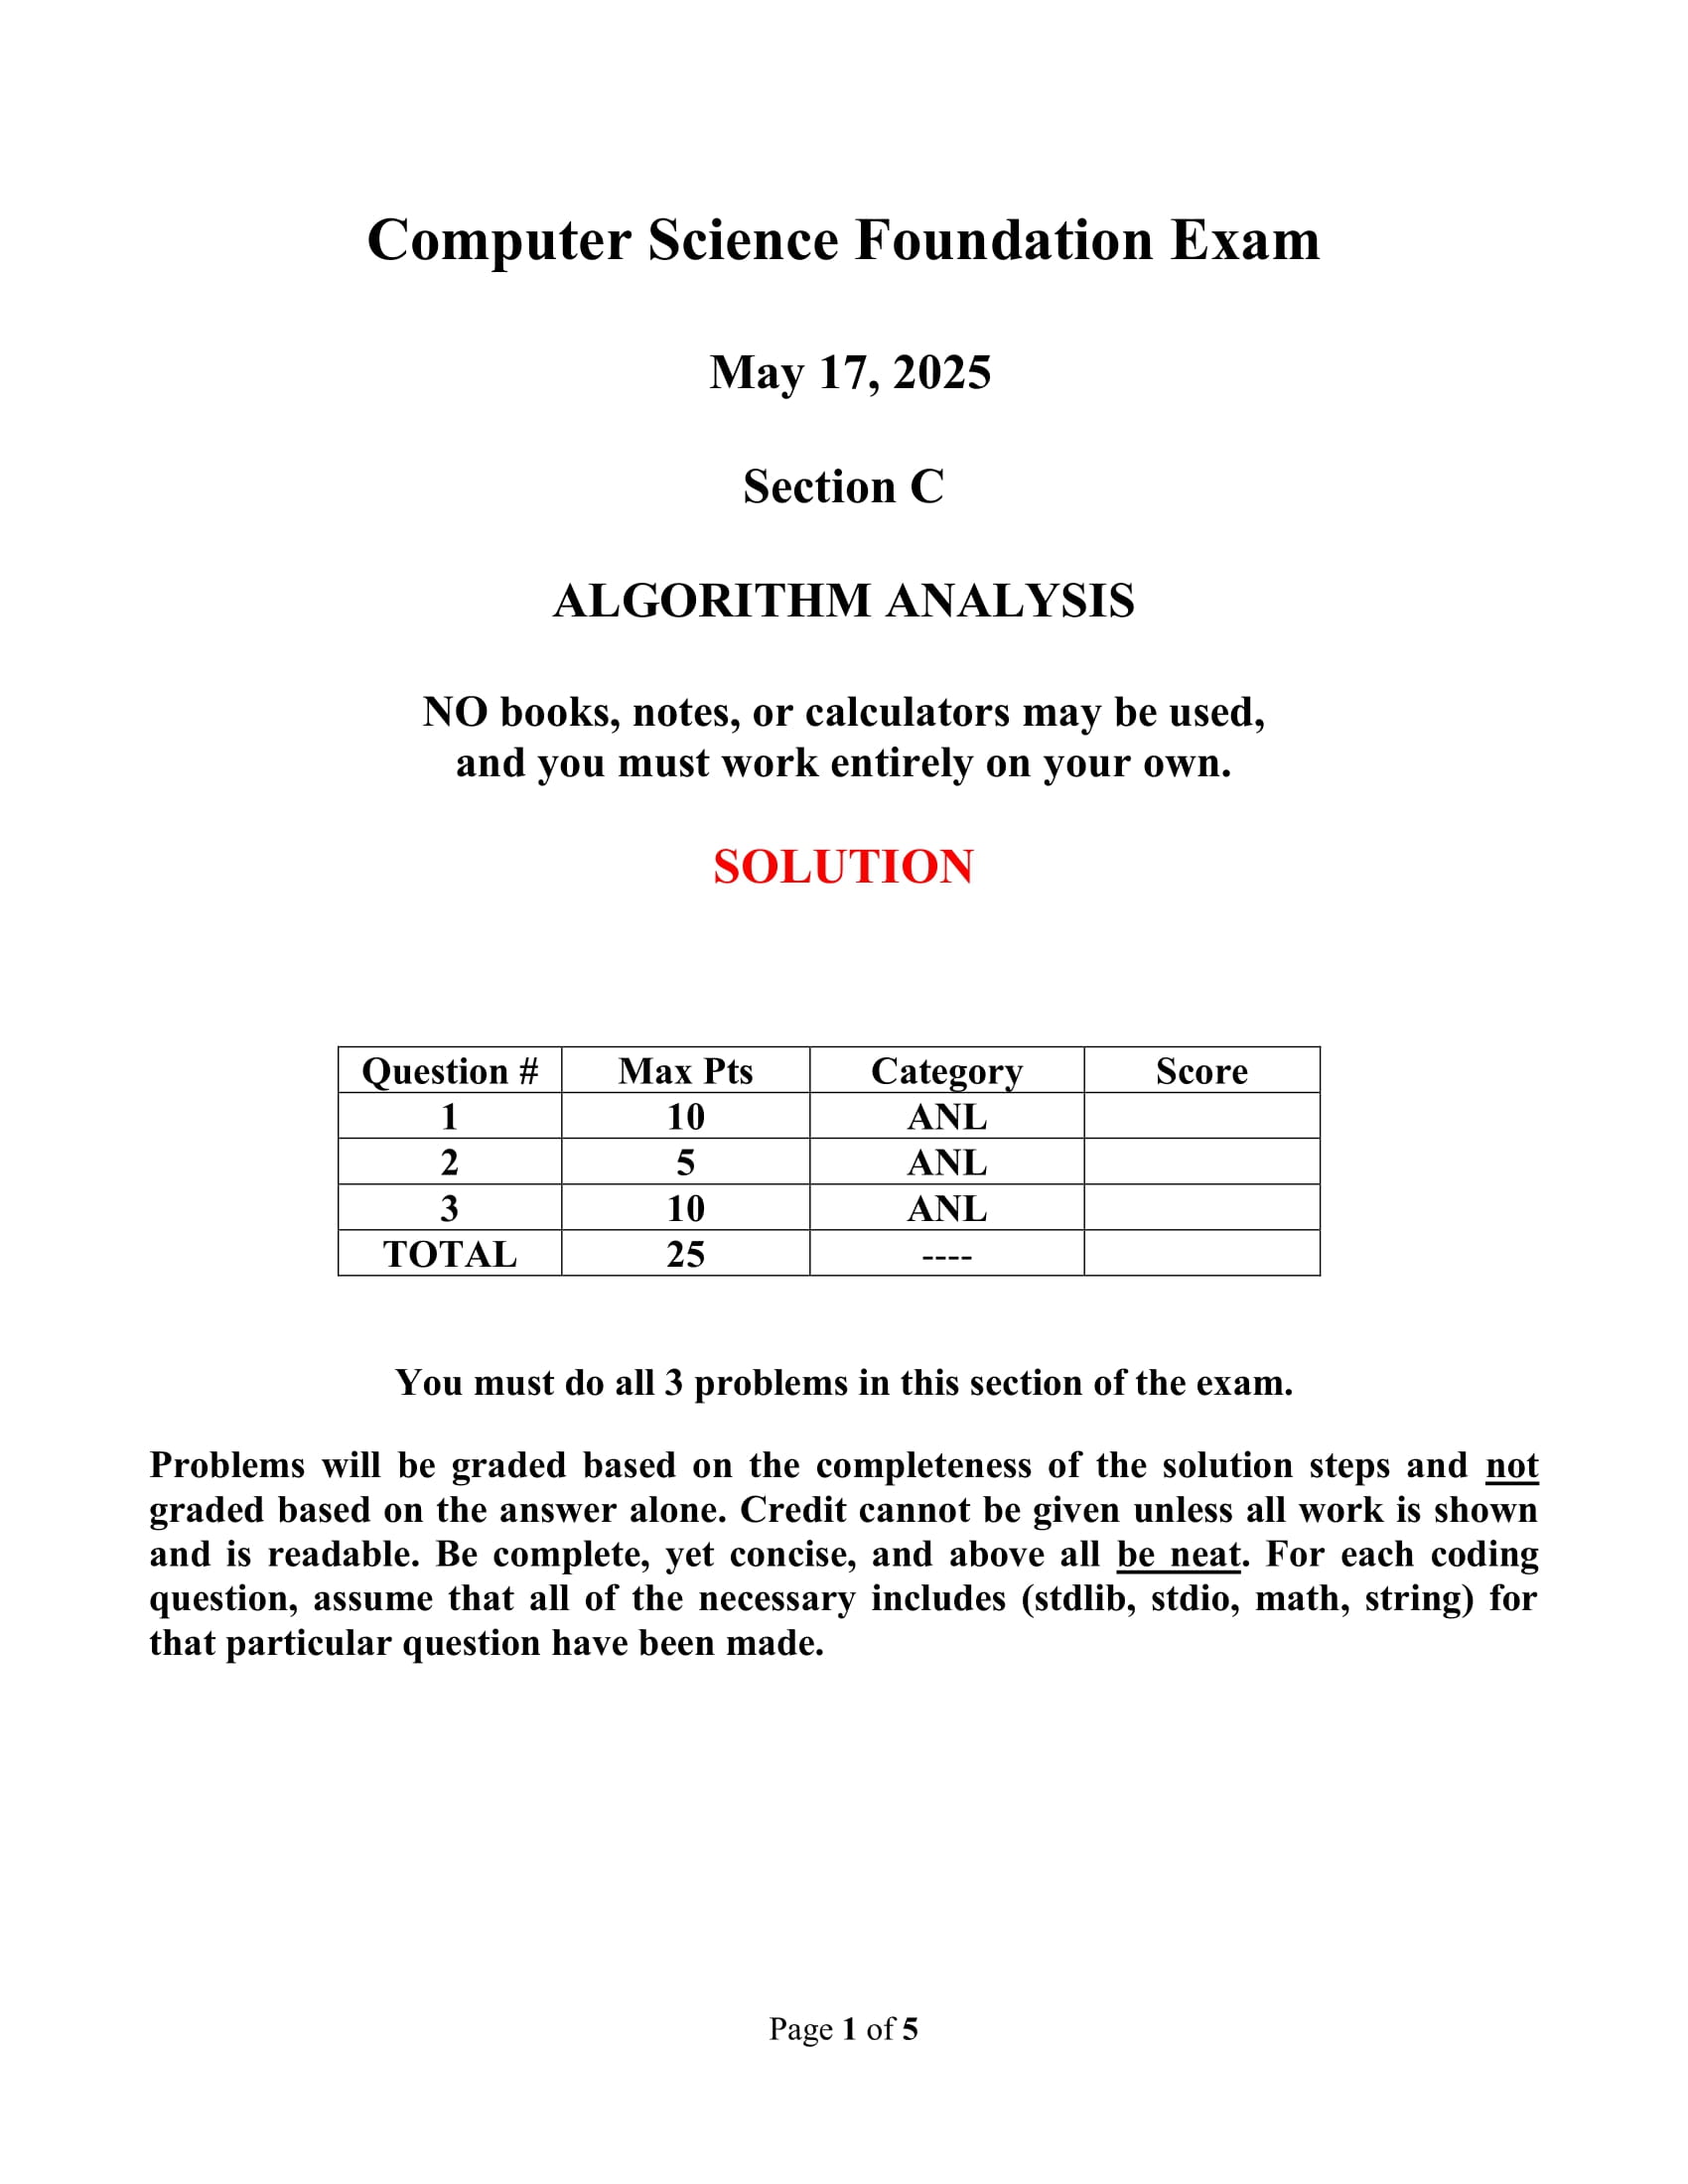 Computer Science Foundation Exam
May 17, 2025
Section C
ALGORITHM ANALYSIS
NO books, notes, or calculators may be used,
and you must work entirely on your own.
SOLUTION
Question # Max Pts Category Score
1 10 ANL
2 5 ANL
3 10 ANL
TOTAL 25 ----
You must do all 3 problems in this section of the exam.
Problems will be graded based on the completeness of the solution steps and not
graded based on the answer alone. Credit cannot be given unless all work is shown
and is readable. Be complete, yet concise, and above all be neat. For each coding
question, assume that all of the necessary includes (stdlib, stdio, math, string) for
that particular question have been made.
Page 1 of 5